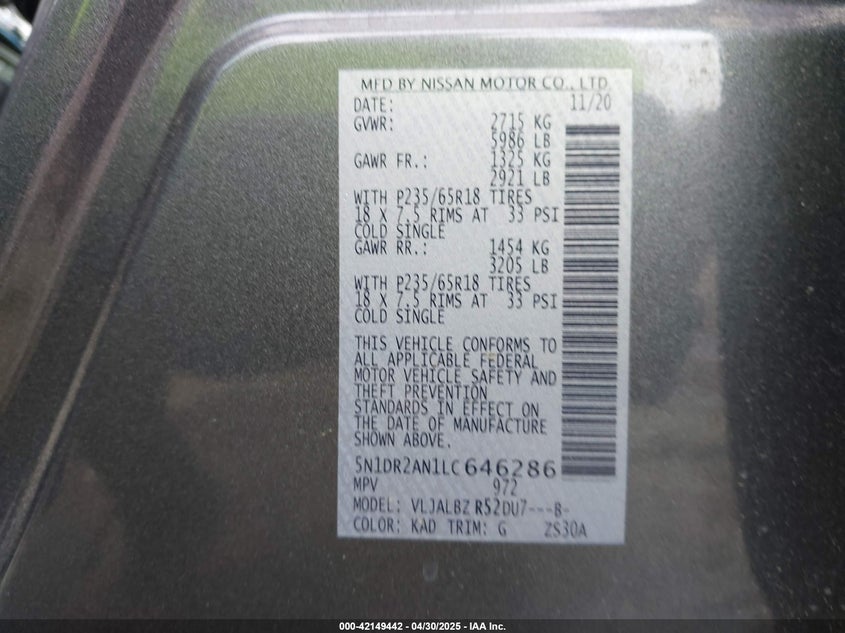 MFD BY NISSAN MOTOR CO., LTD
DATE: 11/20
GVWR: 2715 KG
5986 LB
GAWR FR.: 1325 KG
2921 LB
WITH P235/65R18 TIRES
18 X 7.5 RIMS AT 33 PSI
COLD SINGLE
GAWR RR.: 1454 KG
3205 LB
WITH P235/65R18 TIRES
18 X 7.5 RIMS AT 33 PSI
COLD SINGLE
THIS VEHICLE CONFORMS TO
ALL APPLICABLE FEDERAL
MOTOR VEHICLE SAFETY AND
THEFT PREVENTION
STANDARDS IN EFFECT ON
THE DATE OF MANUFACTURE
SHOWN ABOVE.
5N1DR2AN1LC646286
MPV 972
MODEL: VLJALBZ R52DU7---B-
COLOR: KAD TRIM: G ZS30A
000-42149442 - 04/30/2025 - IAA Inc.